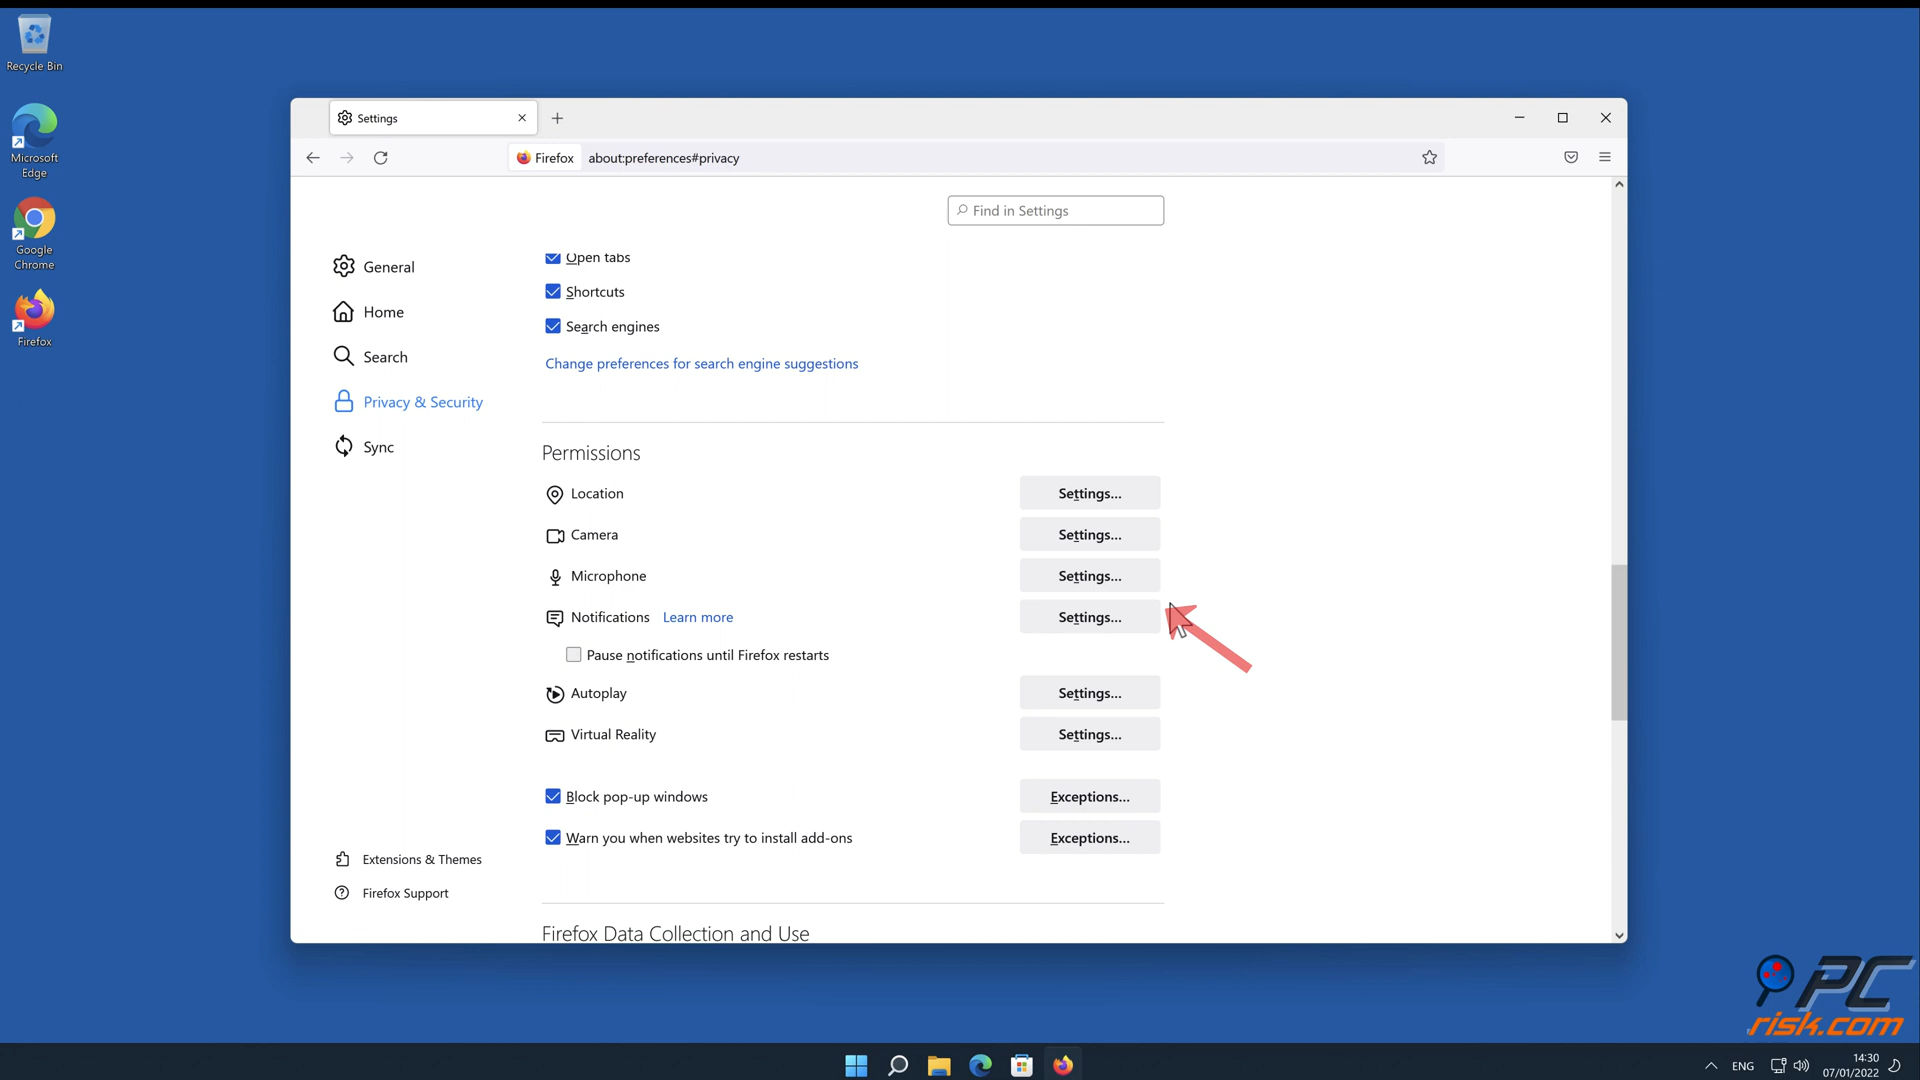 Recycle Bin
Microsoft
Edge
Google
Chrome
Firefox
Settings
Firefox
about:preferences#privacy
Find in Settings
General
Home
Search
Privacy & Security
Sync
Extensions & Themes
Firefox Support
Open tabs
Shortcuts
Search engines
Change preferences for search engine suggestions
Permissions
Location Settings...
Camera Settings...
Microphone Settings...
Notifications Learn more Settings...
Pause notifications until Firefox restarts
Autoplay Settings...
Virtual Reality Settings...
Block pop-up windows Exceptions...
Warn you when websites try to install add-ons Exceptions...
Firefox Data Collection and Use
PC
risk.com
ENG
14:30
07/01/2022